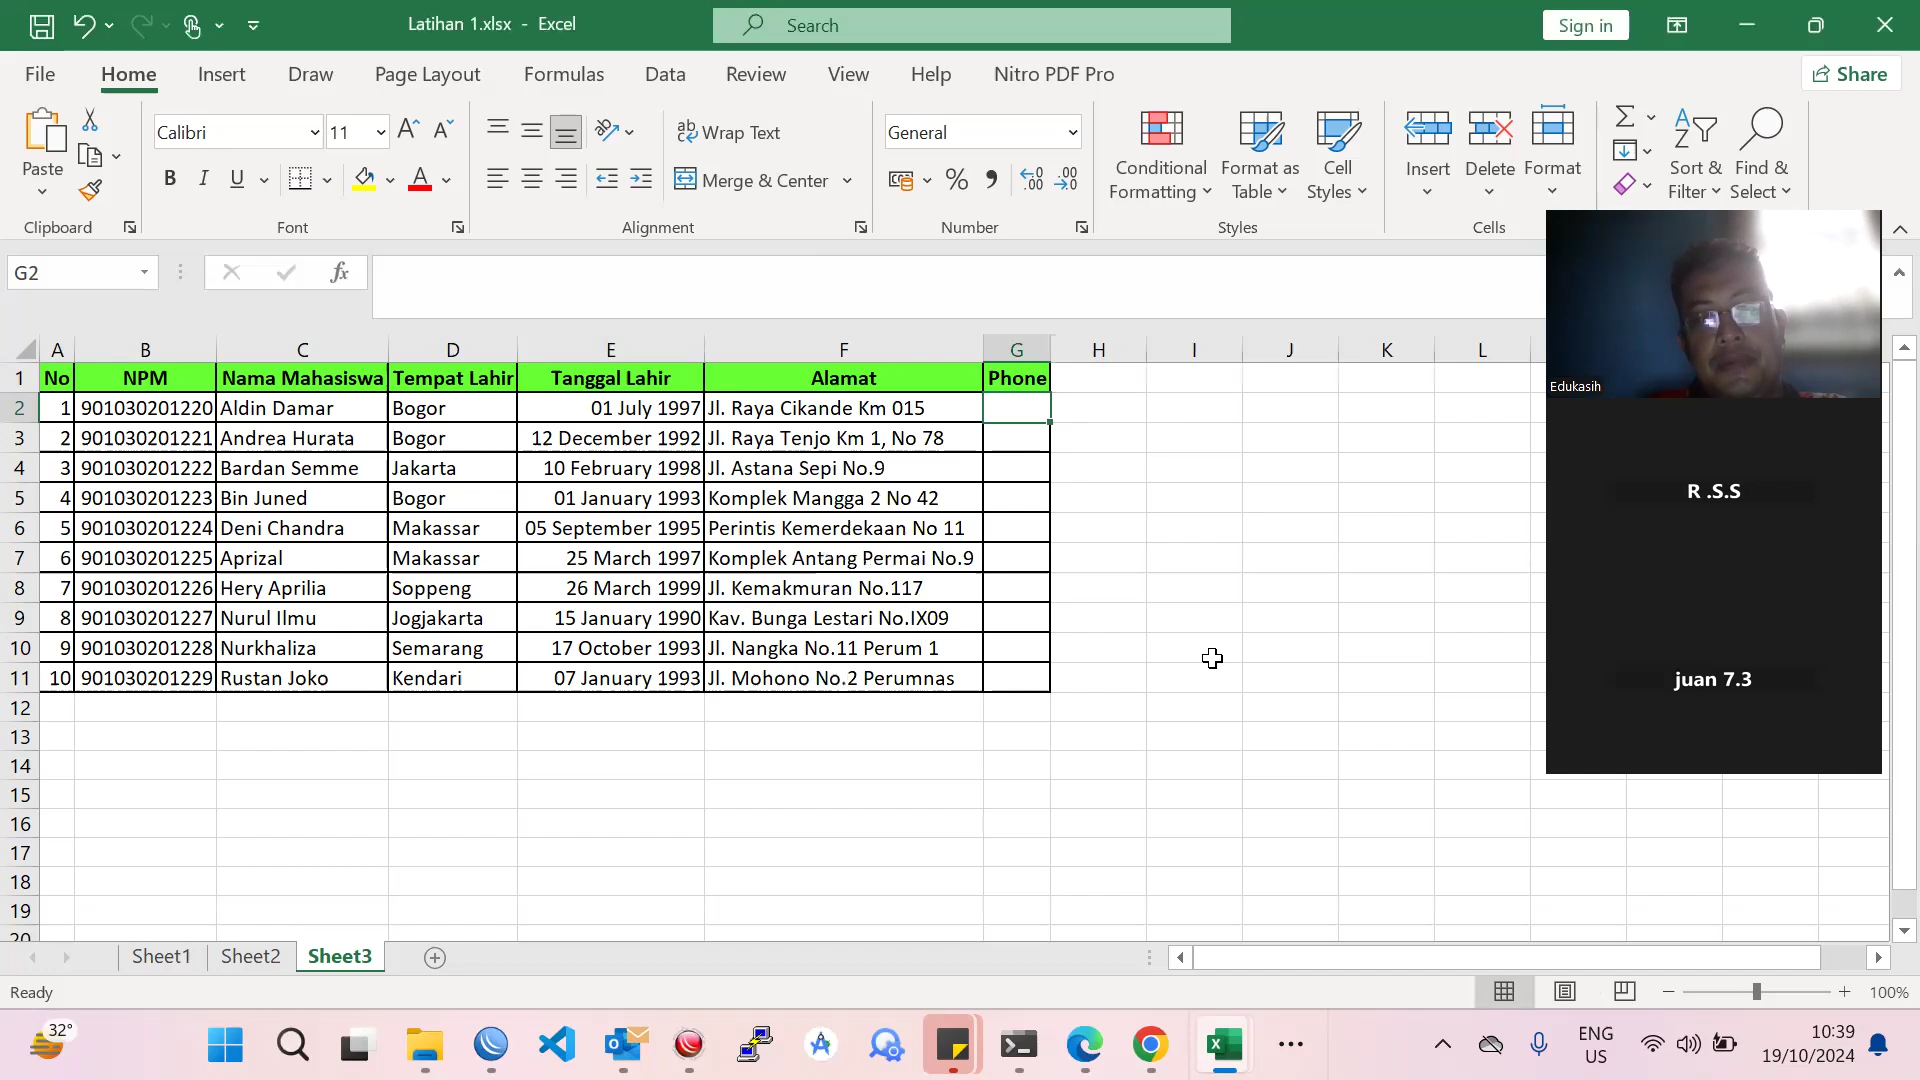 Latihan 1.xlsx - Excel
Search
Sign in
File Home Insert Draw Page Layout Formulas Data Review View Help Nitro PDF Pro
Share
Paste
Clipboard
Calibri 11
B I U
Font
ab Wrap Text
Merge & Center
Alignment
General
% 9
Number
Conditional Formatting
Format as Table
Cell Styles
Styles
Insert Delete Format
Cells
Sort & Filter
Find & Select
G2
fx
A B C D E F G H I J K L
1 No NPM Nama Mahasiswa Tempat Lahir Tanggal Lahir Alamat Phone
2 1 901030201220 Aldin Damar Bogor 01 July 1997 Jl. Raya Cikande Km 015
3 2 901030201221 Andrea Hurata Bogor 12 December 1992 Jl. Raya Tenjo Km 1, No 78
4 3 901030201222 Bardan Semme Jakarta 10 February 1998 Jl. Astana Sepi No.9
5 4 901030201223 Bin Juned Bogor 01 January 1993 Komplek Mangga 2 No 42
6 5 901030201224 Deni Chandra Makassar 05 September 1995 Perintis Kemerdekaan No 11
7 6 901030201225 Aprizal Makassar 25 March 1997 Komplek Antang Permai No.9
8 7 901030201226 Hery Aprilia Soppeng 26 March 1999 Jl. Kemakmuran No.117
9 8 901030201227 Nurul Ilmu Jogjakarta 15 January 1990 Kav. Bunga Lestari No.IX09
10 9 901030201228 Nurkhaliza Semarang 17 October 1993 Jl. Nangka No.11 Perum 1
11 10 901030201229 Rustan Joko Kendari 07 January 1993 Jl. Mohono No.2 Perumnas
12
13
14
15
16
17
18
19
20
Edukasih
R .S.S
juan 7.3
Sheet1 Sheet2 Sheet3
Ready
100%
32°
ENG
US
10:39
19/10/2024